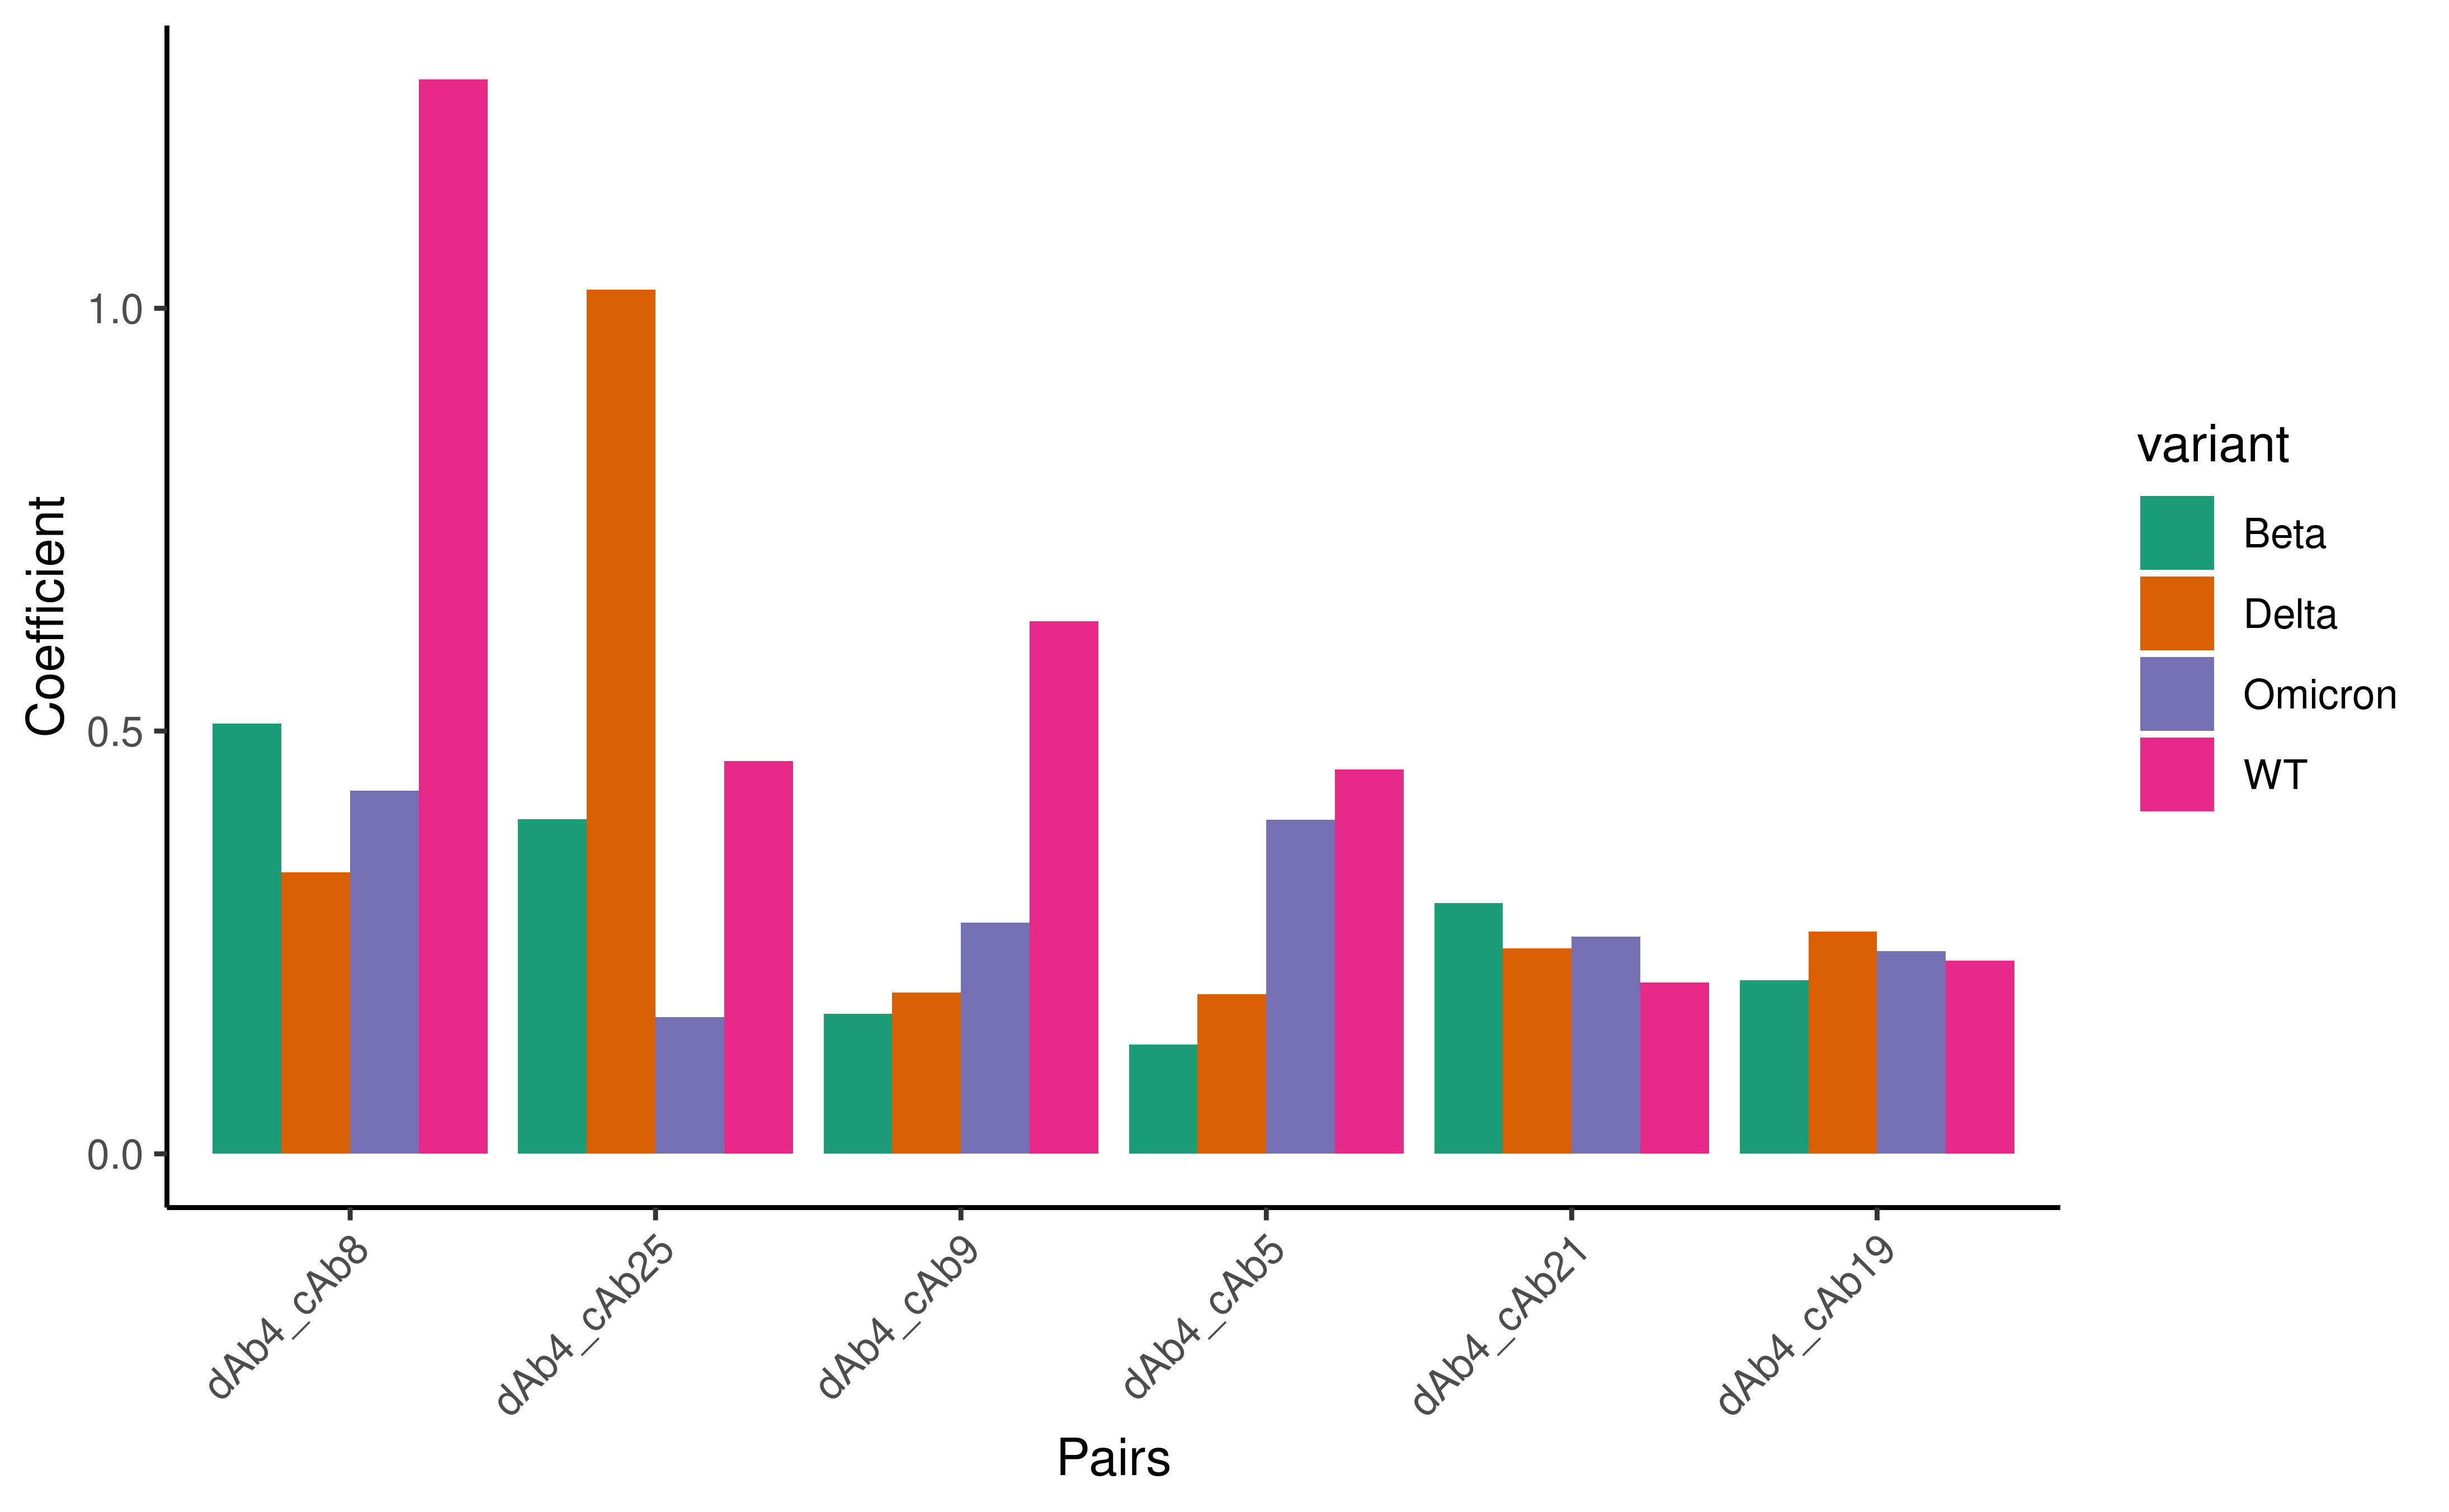 Coefficient
1.0
0.5
0.0
dAb4_cAb8
dAb4_cAb25
dAb4_cAb9
dAb4_cAb5
dAb4_cAb21
dAb4_cAb19
Pairs
variant
Beta
Delta
Omicron
WT